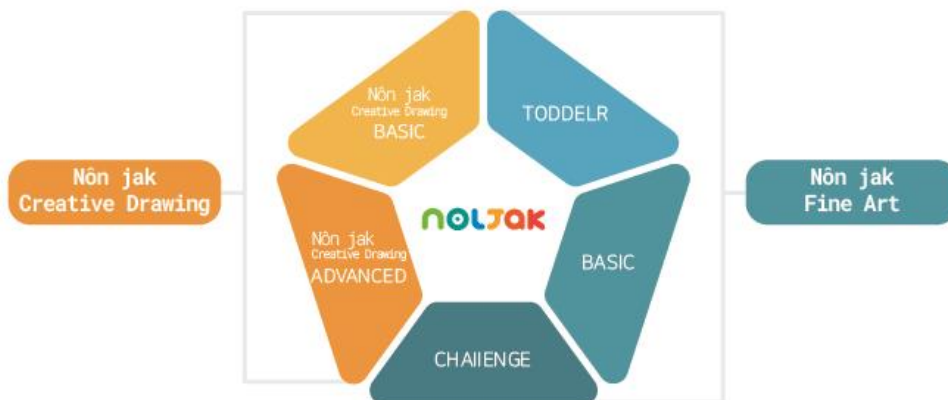 Nôn jak
Creative Drawing
BASIC
TODDELR
Nôn jak
Creative Drawing
Nôn jak
Fine Art
NOLJAK
Nôn jak
Creative Drawing
ADVANCED
BASIC
CHAIIENGE